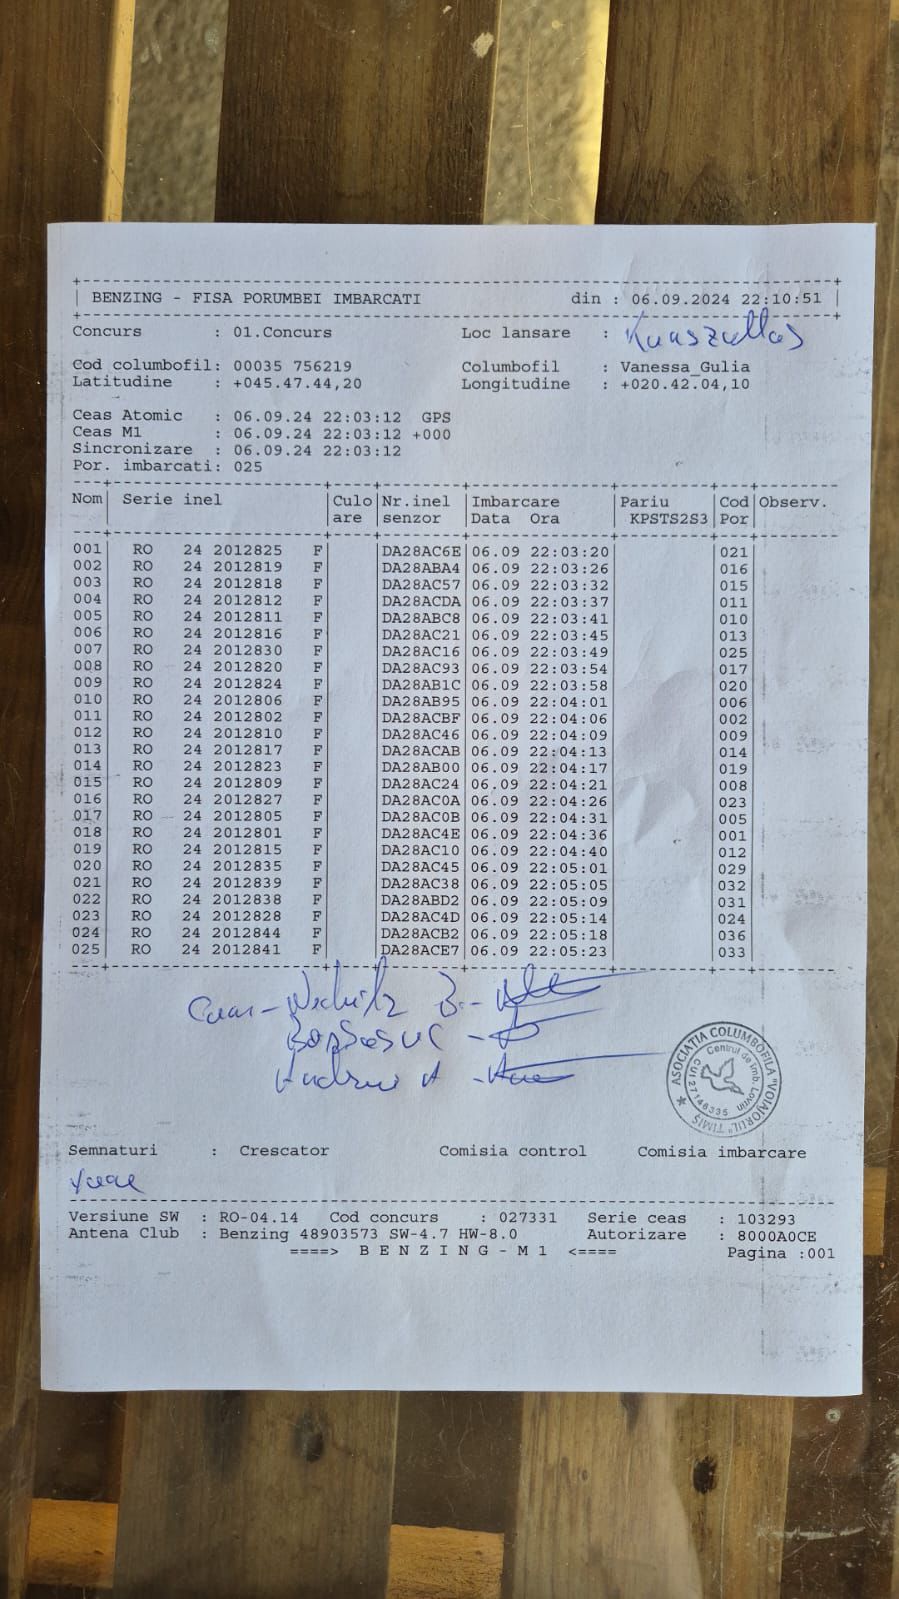 BENZING - FISA PORUMBEI IMBARCATI din : 06.09.2024 22:10:51
Concurs : 01.Concurs Loc lansare :
Cod columbofil: 00035 756219 Columbofil : Vanessa_Gulia
Latitudine : +045.47.44,20 Longitudine : +020.42.04,10
Ceas Atomic : 06.09.24 22:03:12 GPS
Ceas M1 : 06.09.24 22:03:12 +000
Sincronizare : 06.09.24 22:03:12
Por. imbarcati: 025
Nom Serie inel Culo Nr.inel Imbarcare Pariu Cod Observ.
are senzor Data Ora KPSTS2S3 Por
001 RO 24 2012825 F DA28AC6E 06.09 22:03:20 021
002 RO 24 2012819 F DA28ABA4 06.09 22:03:26 016
003 RO 24 2012818 F DA28AC57 06.09 22:03:32 015
004 RO 24 2012812 F DA28ACDA 06.09 22:03:37 011
005 RO 24 2012811 F DA28ABC8 06.09 22:03:41 010
006 RO 24 2012816 F DA28AC21 06.09 22:03:45 013
007 RO 24 2012830 F DA28AC16 06.09 22:03:49 025
008 RO 24 2012820 F DA28AC93 06.09 22:03:54 017
009 RO 24 2012824 F DA28AB1C 06.09 22:03:58 020
010 RO 24 2012806 F DA28AB95 06.09 22:04:01 006
011 RO 24 2012802 F DA28ACBF 06.09 22:04:06 002
012 RO 24 2012810 F DA28AC46 06.09 22:04:09 009
013 RO 24 2012817 F DA28ACAB 06.09 22:04:13 014
014 RO 24 2012823 F DA28AB00 06.09 22:04:17 019
015 RO 24 2012809 F DA28AC24 06.09 22:04:21 008
016 RO 24 2012827 F DA28AC0A 06.09 22:04:26 023
017 RO 24 2012805 F DA28AC0B 06.09 22:04:31 005
018 RO 24 2012801 F DA28AC4E 06.09 22:04:36 001
019 RO 24 2012815 F DA28AC10 06.09 22:04:40 012
020 RO 24 2012835 F DA28AC45 06.09 22:05:01 029
021 RO 24 2012839 F DA28AC38 06.09 22:05:05 032
022 RO 24 2012838 F DA28ABD2 06.09 22:05:09 031
023 RO 24 2012828 F DA28AC4D 06.09 22:05:14 024
024 RO 24 2012844 F DA28ACB2 06.09 22:05:18 036
025 RO 24 2012841 F DA28ACE7 06.09 22:05:23 033
ASOCIATIA COLUMBOFILA "VOIAJORUL" TIMIȘ
Centrul de Imb. Lovrin
CUI 27148335
Semnaturi : Crescator Comisia control Comisia imbarcare
Versiune SW : RO-04.14 Cod concurs : 027331 Serie ceas : 103293
Antena Club : Benzing 48903573 SW-4.7 HW-8.0 Autorizare : 8000A0CE
====> B E N Z I N G - M 1 <==== Pagina :001